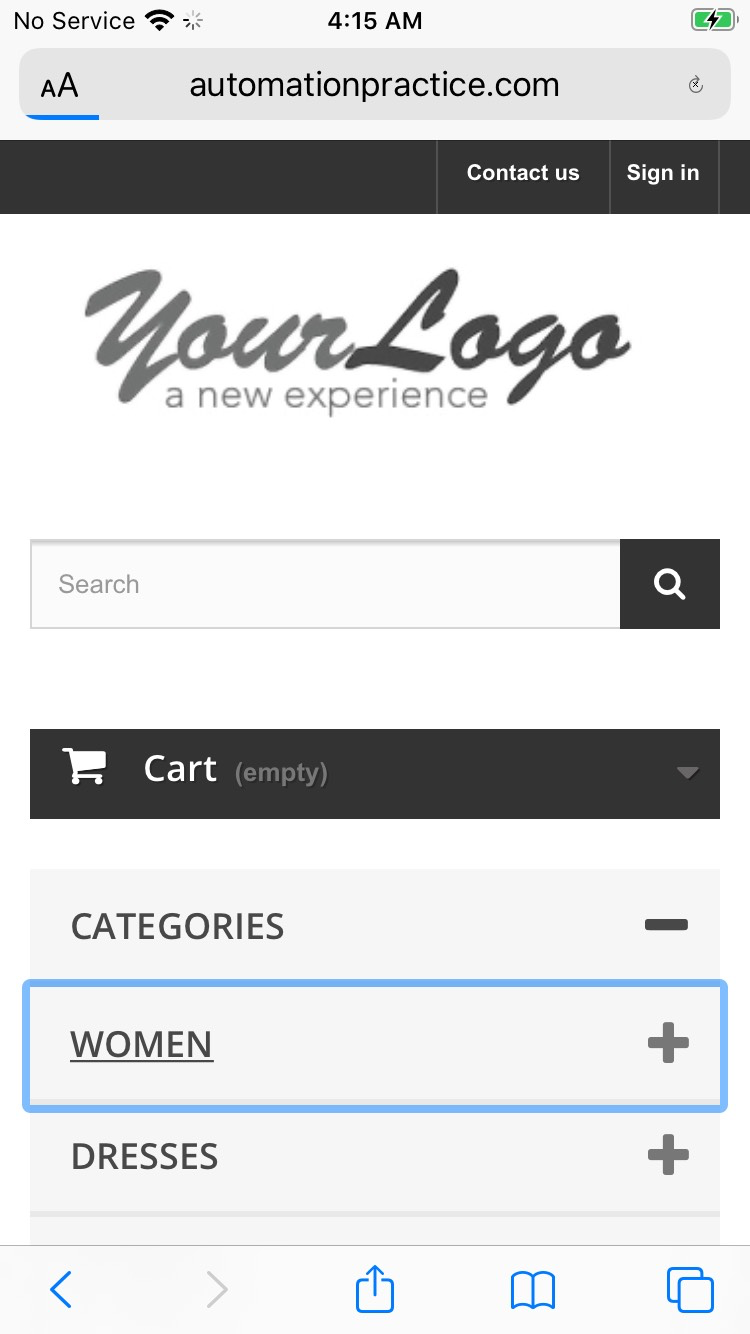 No Service 4:15 AM
AA automationpractice.com
Contact us Sign in
YourLogo
a new experience
Search
Cart (empty)
CATEGORIES
WOMEN
DRESSES